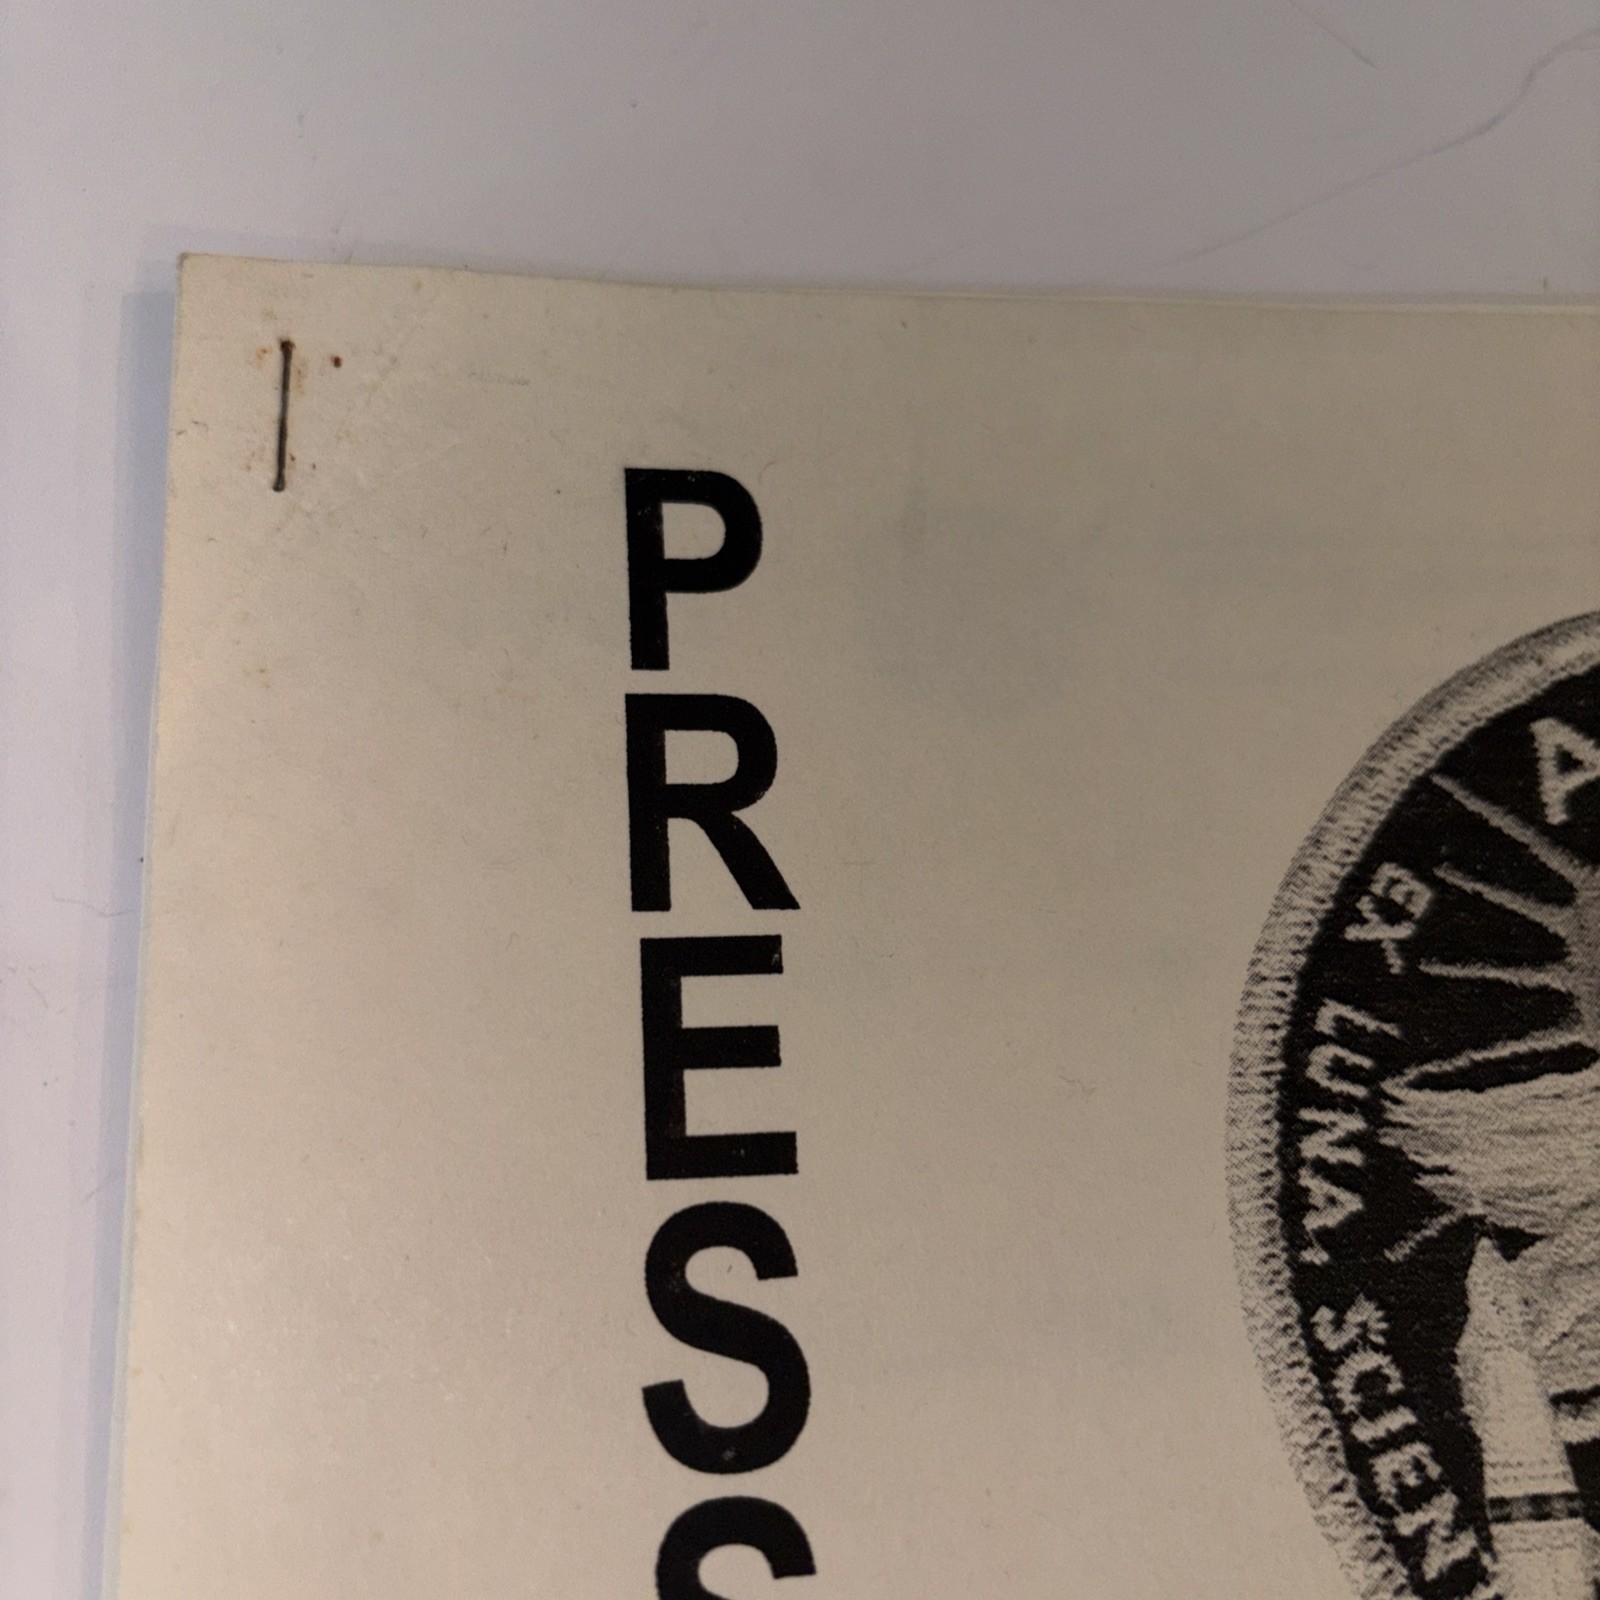 PRESS
A
EX LUNA, SCIEN